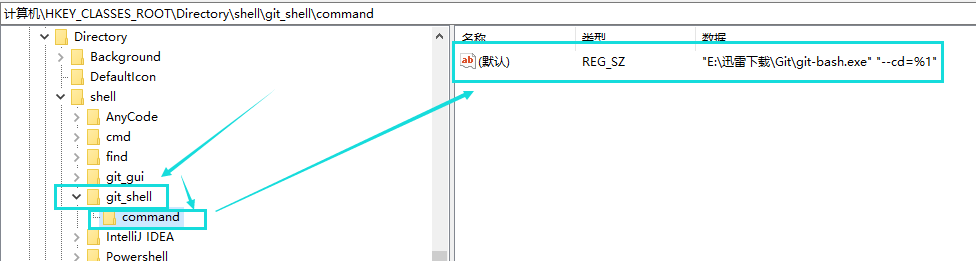 计算机\HKEY_CLASSES_ROOT\Directory\shell\git_shell\command
Directory
Background
DefaultIcon
shell
AnyCode
cmd
find
git_gui
git_shell
command
IntelliJ IDEA
Powershell
名称 类型 数据
ab (默认) REG_SZ "E:\迅雷下载\Git\git-bash.exe" "--cd=%1"